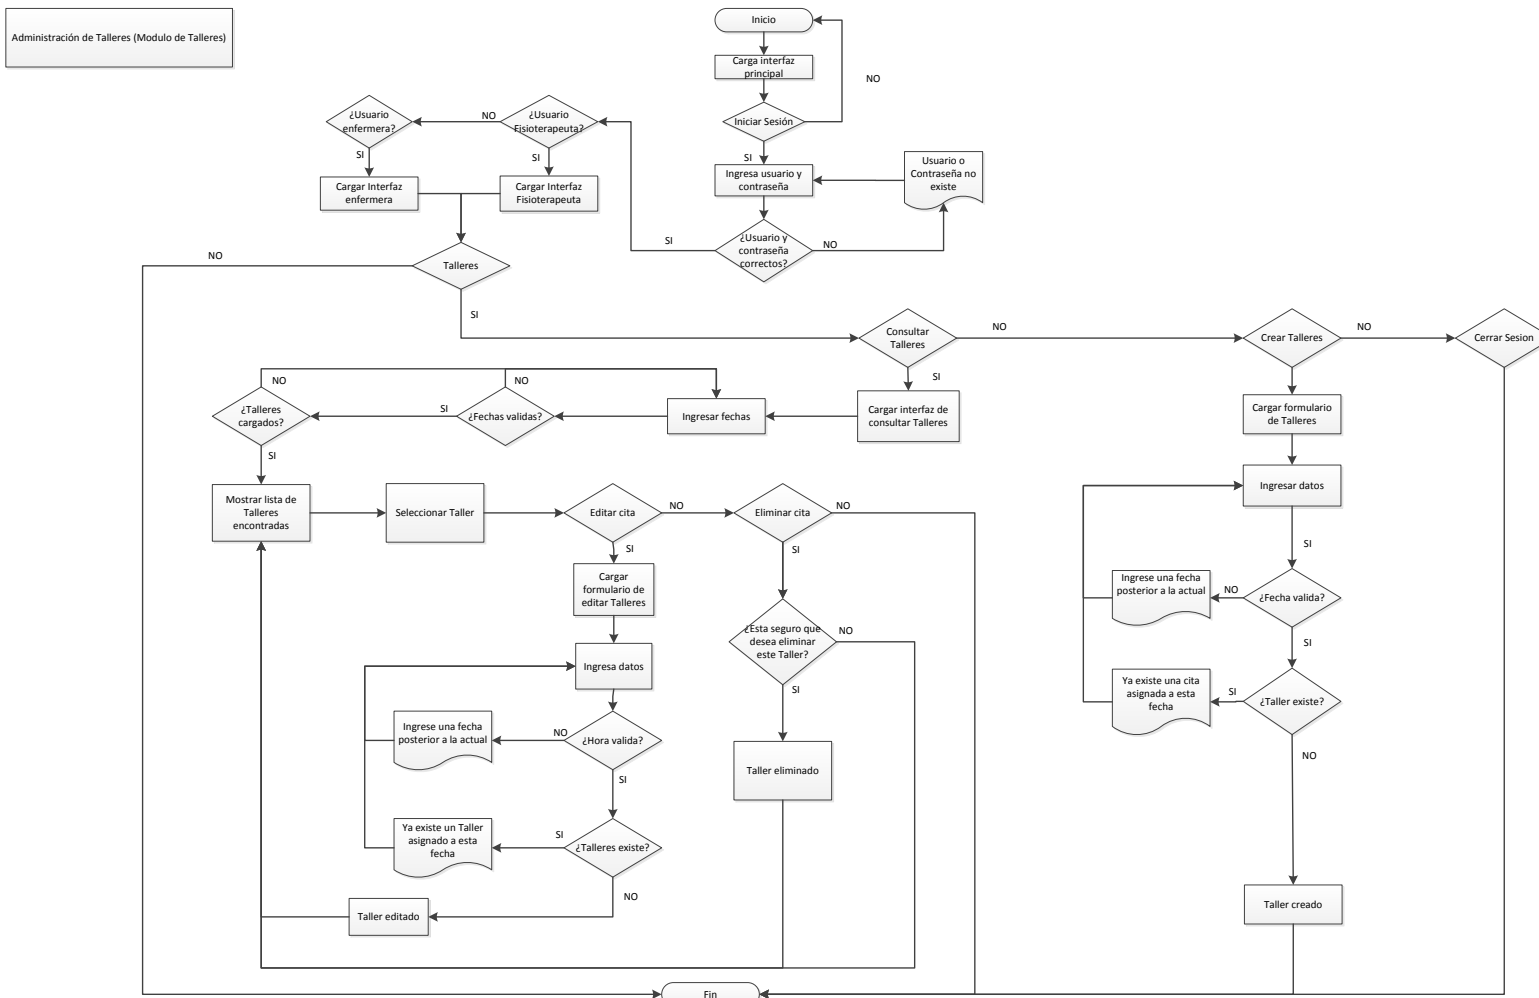 Administración de Talleres (Modulo de Talleres)
Inicio
Carga interfaz
principal
NO
Iniciar Sesión
SI
Ingresa usuario y
contraseña
Usuario o
Contraseña no
existe
¿Usuario y
contraseña
correctos?
NO
SI
¿Usuario
Fisioterapeuta?
NO
¿Usuario
enfermera?
SI
SI
Cargar Interfaz
enfermera
Cargar Interfaz
Fisioterapeuta
NO
Talleres
SI
Consultar
Talleres
NO
Crear Talleres
NO
Cerrar Sesion
SI
Cargar interfaz de
consultar Talleres
Ingresar fechas
NO
¿Fechas validas?
SI
NO
¿Talleres
cargados?
SI
Mostrar lista de
Talleres
encontradas
Seleccionar Taller
Editar cita
NO
Eliminar cita
NO
SI
Cargar
formulario de
editar Talleres
Ingresa datos
¿Hora valida?
NO
Ingrese una fecha
posterior a la actual
SI
¿Talleres existe?
SI
Ya existe un Taller
asignado a esta
fecha
NO
Taller editado
SI
¿Esta seguro que
desea eliminar
este Taller?
NO
SI
Taller eliminado
Cargar formulario
de Talleres
Ingresar datos
SI
¿Fecha valida?
NO
Ingrese una fecha
posterior a la actual
SI
¿Taller existe?
SI
Ya existe una cita
asignada a esta
fecha
NO
Taller creado
Fin